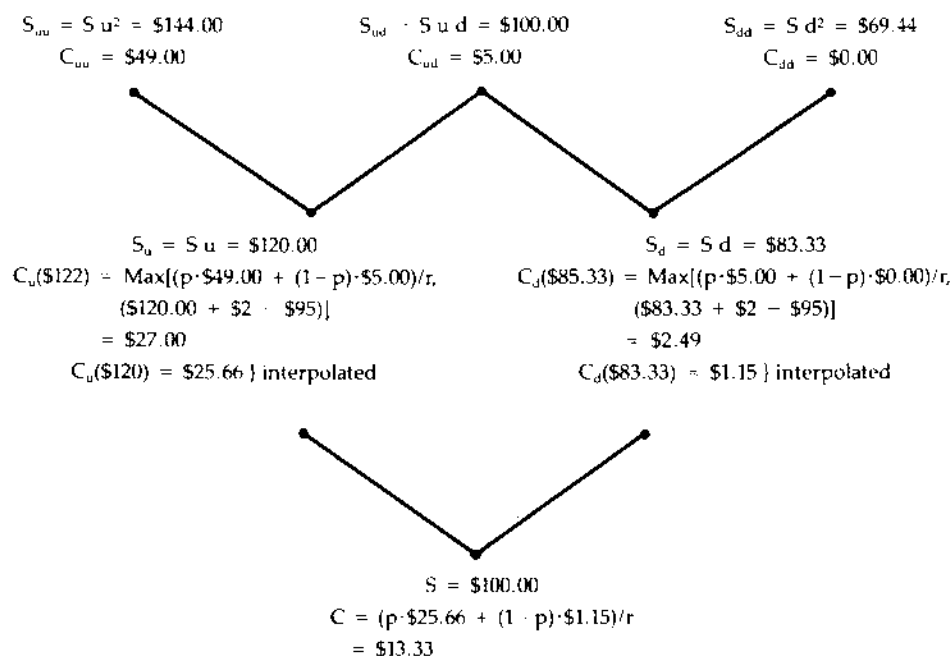 S_uu = S u² = $144.00
C_uu = $49.00
S_ud · S u d = $100.00
C_ud = $5.00
S_dd = S d² = $69.44
C_dd = $0.00
S_u = S u = $120.00
C_u($122) = Max[(p·$49.00 + (1 − p)·$5.00)/r,
($120.00 + $2 · $95)]
= $27.00
C_u($120) = $25.66 } interpolated
S_d = S d = $83.33
C_d($85.33) = Max[(p·$5.00 + (1 − p)·$0.00)/r,
($83.33 + $2 − $95)]
= $2.49
C_d($83.33) = $1.15 } interpolated
S = $100.00
C = (p·$25.66 + (1 · p)·$1.15)/r
= $13.33